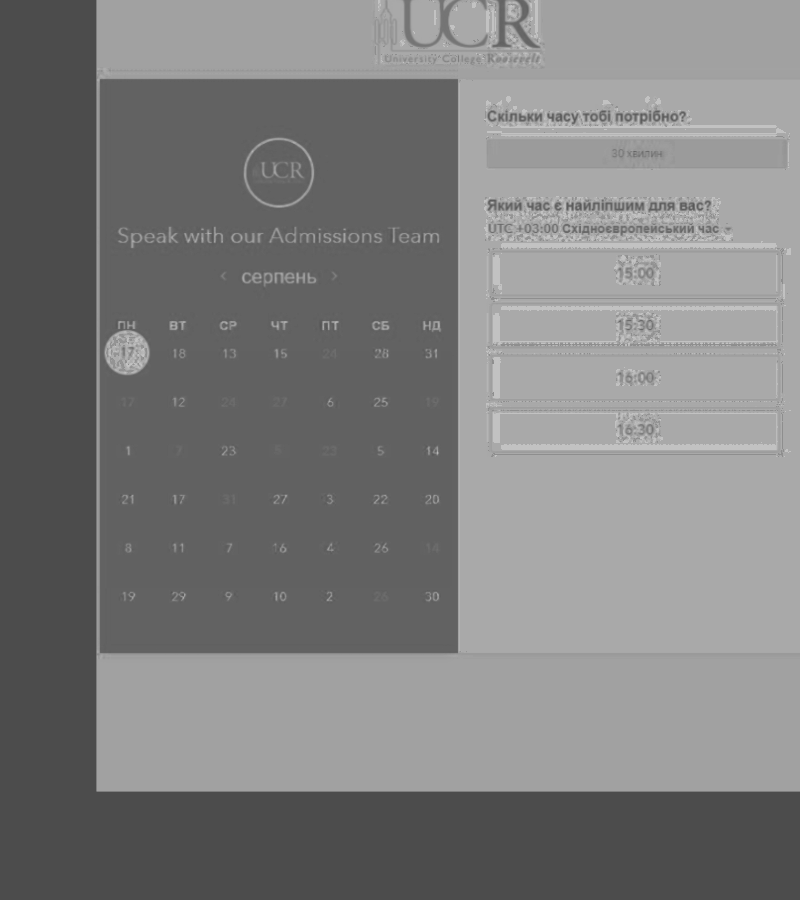 UCR
University College Roosevelt
UCR
Speak with our Admissions Team
‹ серпень ›
ПН ВТ СР ЧТ ПТ СБ НД
17 18 13 15 24 28 31
17 12 24 27 6 25 19
1 23 5 14
21 17 31 27 3 22 20
8 11 7 16 4 26 14
19 29 9 10 2 26 30
Скільки часу тобі потрібно?
30 хвилин
Який час є найліпшим для вас?
UTC +03:00 Східноєвропейський час
15:00
15:30
16:00
16:30